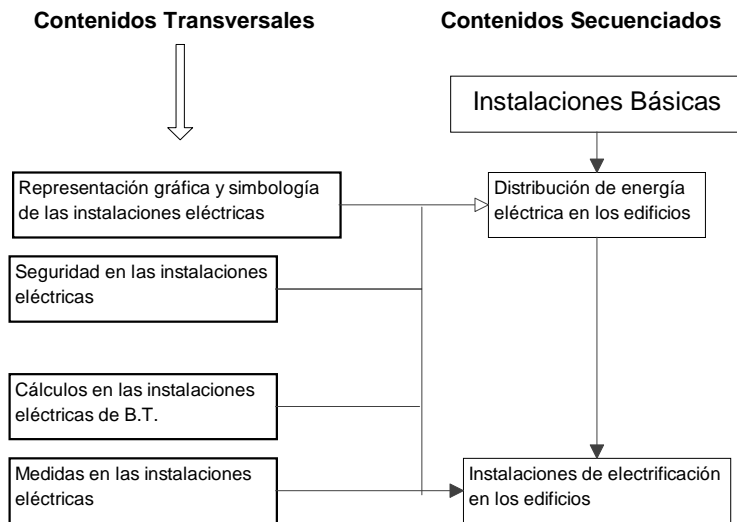 Contenidos Transversales
Contenidos Secuenciados
Instalaciones Básicas
Representación gráfica y simbología
de las instalaciones eléctricas
Distribución de energía
eléctrica en los edificios
Seguridad en las instalaciones
eléctricas
Cálculos en las instalaciones
eléctricas de B.T.
Medidas en las instalaciones
eléctricas
Instalaciones de electrificación
en los edificios